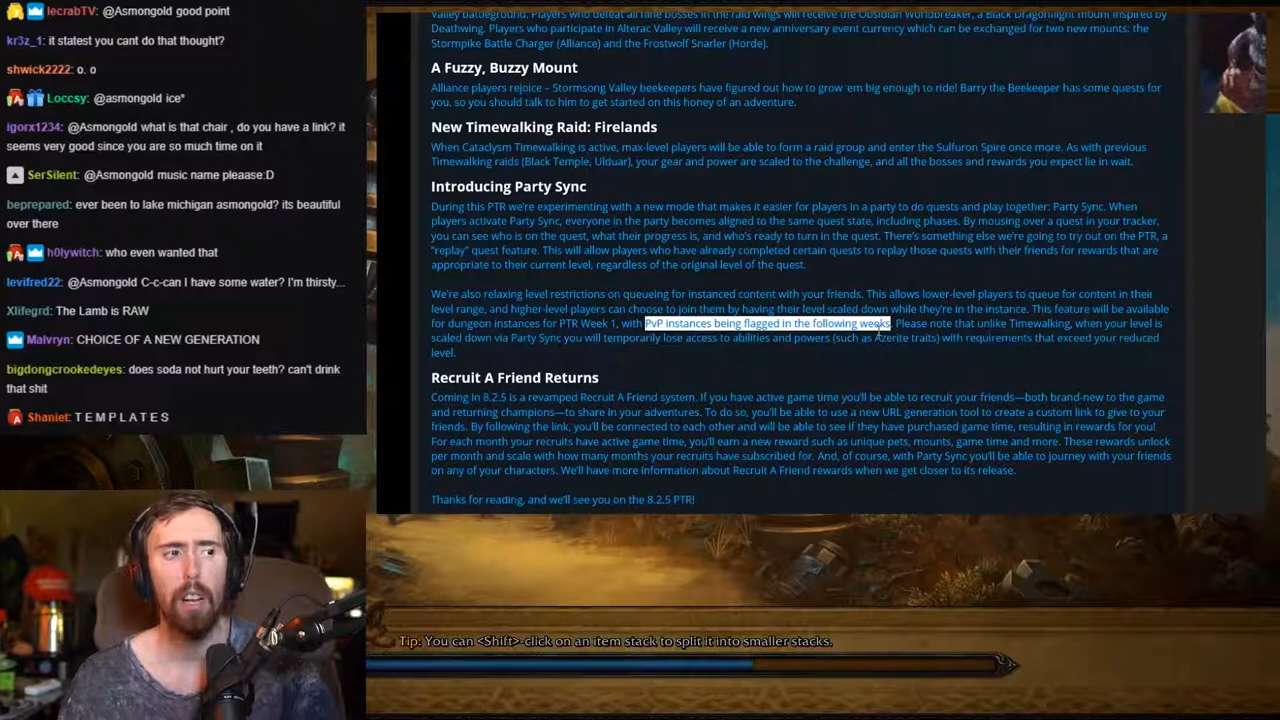 lecrabTV: @Asmongold good point
kr3z_1: it statest you cant do that thought?
shwick2222: o. o
Loccsy: @asmongold ice*
igorx1234: @Asmongold what is that chair , do you have a link? it
seems very good since you are so much time on it
SerSilent: @Asmongold music name pleaase:D
beprepared: ever been to lake michigan asmongold? its beautiful
over there
h0lywitch: who even wanted that
levifred22: @Asmongold C-c-can I have some water? I'm thirsty...
Xlifegrd: The Lamb is RAW
Malvryn: CHOICE OF A NEW GENERATION
bigdongcrookedeyes: does soda not hurt your teeth? can't drink
that shit
Shaniet: T E M P L A T E S
Valley battleground. Players who defeat all nine bosses in the raid wings will receive the Obsidian Worldbreaker, a Black Dragonflight mount inspired by
Deathwing. Players who participate in Alterac Valley will receive a new anniversary event currency which can be exchanged for two new mounts: the
Stormpike Battle Charger (Alliance) and the Frostwolf Snarler (Horde).
A Fuzzy, Buzzy Mount
Alliance players rejoice – Stormsong Valley beekeepers have figured out how to grow 'em big enough to ride! Barry the Beekeeper has some quests for
you, so you should talk to him to get started on this honey of an adventure.
New Timewalking Raid: Firelands
When Cataclysm Timewalking is active, max-level players will be able to form a raid group and enter the Sulfuron Spire once more. As with previous
Timewalking raids (Black Temple, Ulduar), your gear and power are scaled to the challenge, and all the bosses and rewards you expect lie in wait.
Introducing Party Sync
During this PTR we're experimenting with a new mode that makes it easier for players in a party to do quests and play together: Party Sync. When
players activate Party Sync, everyone in the party becomes aligned to the same quest state, including phases. By mousing over a quest in your tracker,
you can see who is on the quest, what their progress is, and who's ready to turn in the quest. There's something else we're going to try out on the PTR, a
"replay" quest feature. This will allow players who have already completed certain quests to replay those quests with their friends for rewards that are
appropriate to their current level, regardless of the original level of the quest.
We're also relaxing level restrictions on queueing for instanced content with your friends. This allows lower-level players to queue for content in their
level range, and higher-level players can choose to join them by having their level scaled down while they're in the instance. This feature will be available
for dungeon instances for PTR Week 1, with PvP instances being flagged in the following weeks. Please note that unlike Timewalking, when your level is
scaled down via Party Sync you will temporarily lose access to abilities and powers (such as Azerite traits) with requirements that exceed your reduced
level.
Recruit A Friend Returns
Coming in 8.2.5 is a revamped Recruit A Friend system. If you have active game time you'll be able to recruit your friends—both brand-new to the game
and returning champions—to share in your adventures. To do so, you'll be able to use a new URL generation tool to create a custom link to give to your
friends. By following the link, you'll be connected to each other and will be able to see if they have purchased game time, resulting in rewards for you!
For each month your recruits have active game time, you'll earn a new reward such as unique pets, mounts, game time and more. These rewards unlock
per month and scale with how many months your recruits have subscribed for. And, of course, with Party Sync you'll be able to journey with your friends
on any of your characters. We'll have more information about Recruit A Friend rewards when we get closer to its release.
Thanks for reading, and we'll see you on the 8.2.5 PTR!
Tip: You can <Shift>-click on an item stack to split it into smaller stacks.